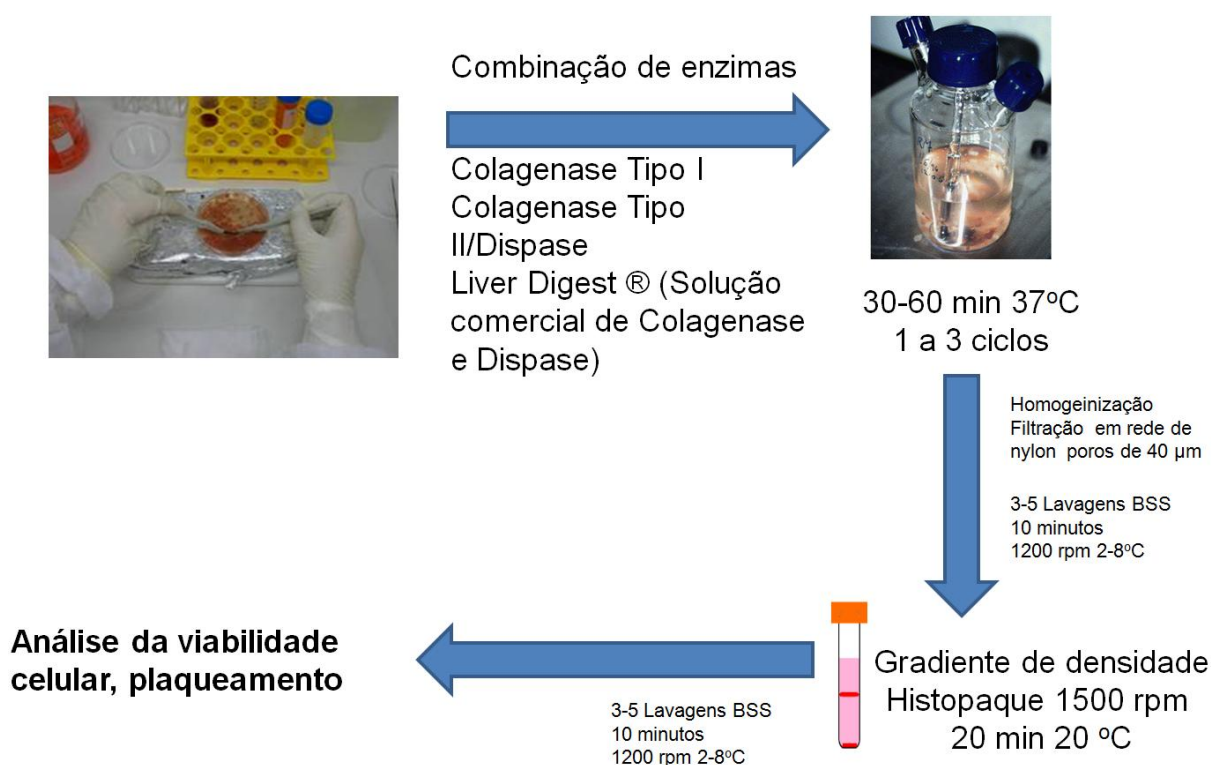 Combinação de enzimas
Colagenase Tipo I
Colagenase Tipo
II/Dispase
Liver Digest ® (Solução
comercial de Colagenase
e Dispase)
30-60 min 37ºC
1 a 3 ciclos
Homogeinização
Filtração em rede de
nylon poros de 40 µm
3-5 Lavagens BSS
10 minutos
1200 rpm 2-8ºC
Gradiente de densidade
Histopaque 1500 rpm
20 min 20 ºC
3-5 Lavagens BSS
10 minutos
1200 rpm 2-8ºC
Análise da viabilidade
celular, plaqueamento